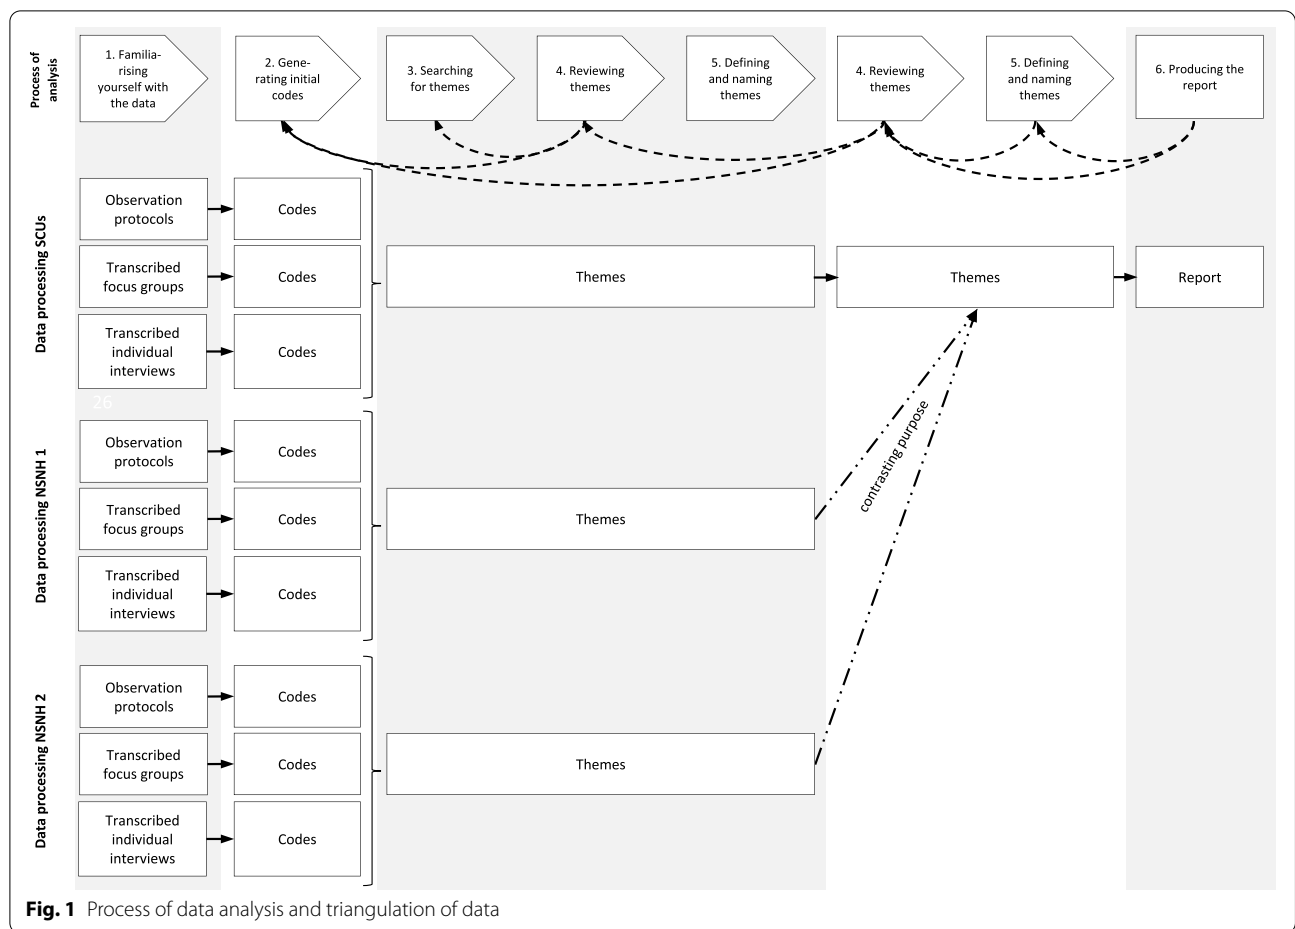 Process of
analysis
1. Familia-
rising
yourself with
the data
2. Gene-
rating initial
codes
3. Searching
for themes
4. Reviewing
themes
5. Defining
and naming
themes
4. Reviewing
themes
5. Defining
and naming
themes
6. Producing the
report
Data processing SCUs
Observation
protocols
Codes
Transcribed
focus groups
Codes
Themes
Themes
Report
Transcribed
individual
interviews
Codes
26
Data processing NSNH 1
Observation
protocols
Codes
Transcribed
focus groups
Codes
Themes
Transcribed
individual
interviews
Codes
contrasting purpose
Data processing NSNH 2
Observation
protocols
Codes
Transcribed
focus groups
Codes
Themes
Transcribed
individual
interviews
Codes
Fig. 1 Process of data analysis and triangulation of data